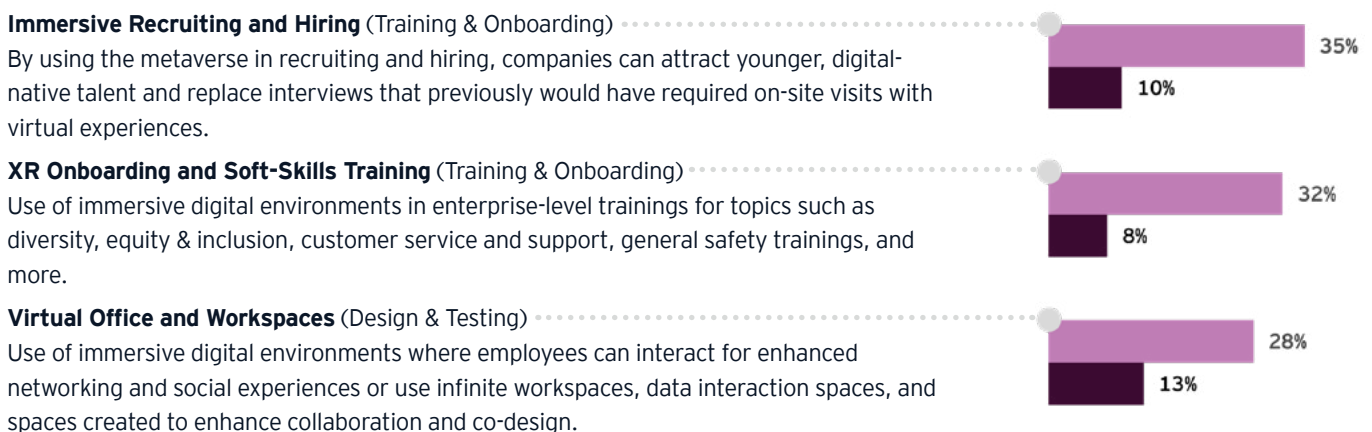 Immersive Recruiting and Hiring (Training & Onboarding)
35%
By using the metaverse in recruiting and hiring, companies can attract younger, digital-
native talent and replace interviews that previously would have required on-site visits with
10%
virtual experiences.
XR Onboarding and Soft-Skills Training (Training & Onboarding)
32%
Use of immersive digital environments in enterprise-level trainings for topics such as
diversity, equity & inclusion, customer service and support, general safety trainings, and
8%
more.
Virtual Office and Workspaces (Design & Testing)
28%
Use of immersive digital environments where employees can interact for enhanced
networking and social experiences or use infinite workspaces, data interaction spaces, and
13%
spaces created to enhance collaboration and co-design.